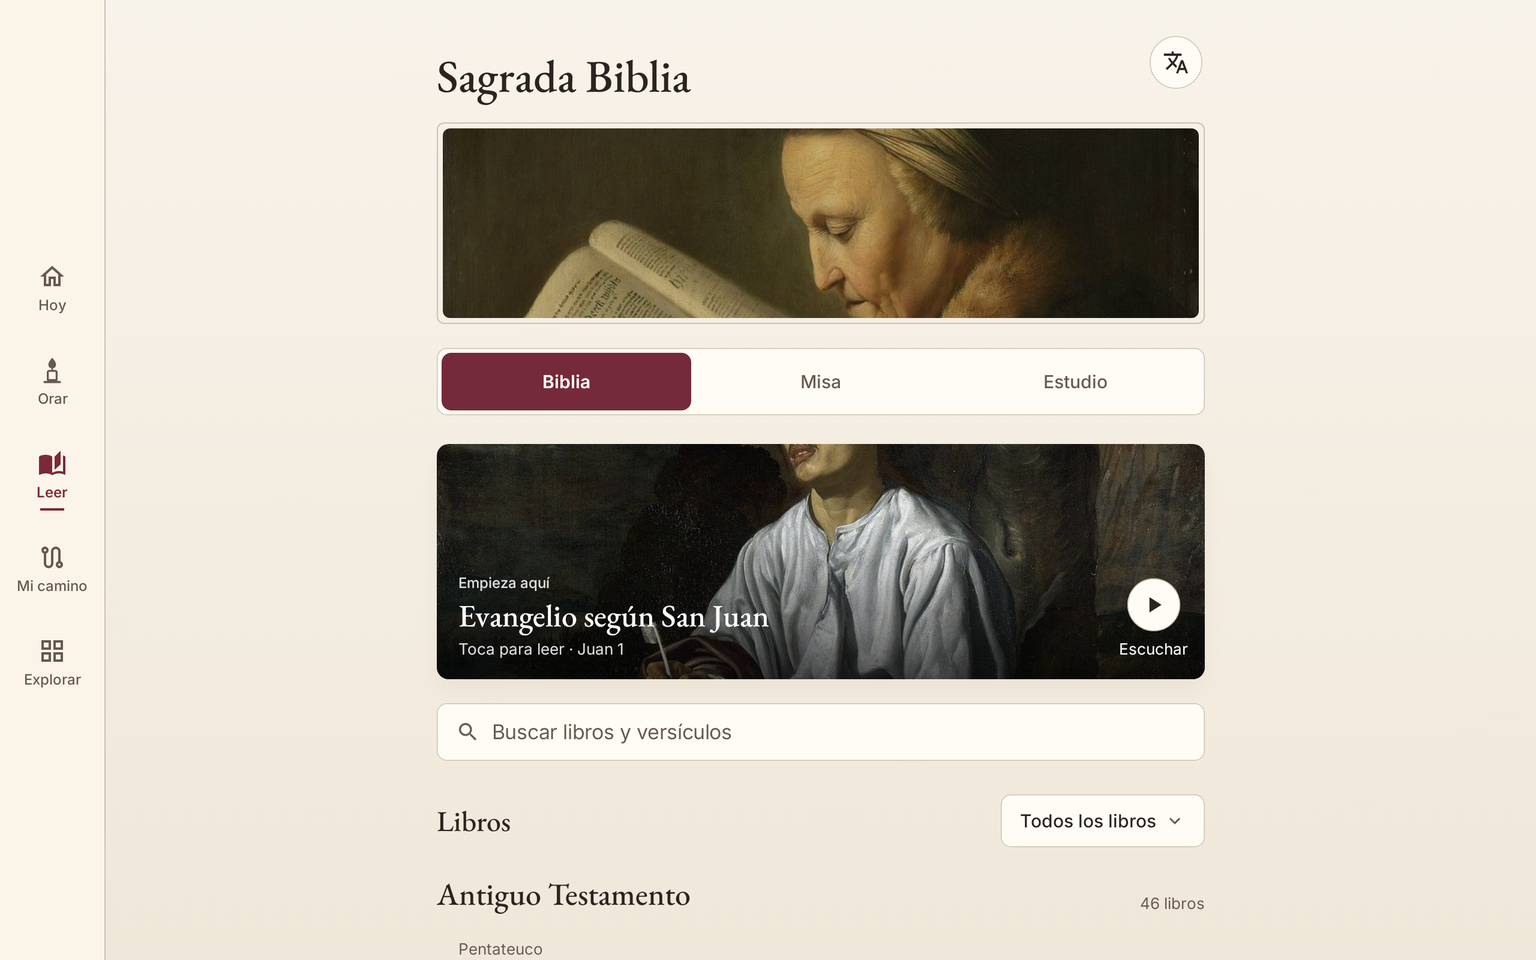 Sagrada Biblia
Hoy
Orar
Leer
Mi camino
Explorar
Biblia
Misa
Estudio
Empieza aquí
Evangelio según San Juan
Toca para leer · Juan 1
Escuchar
Buscar libros y versículos
Libros
Todos los libros
Antiguo Testamento
46 libros
Pentateuco